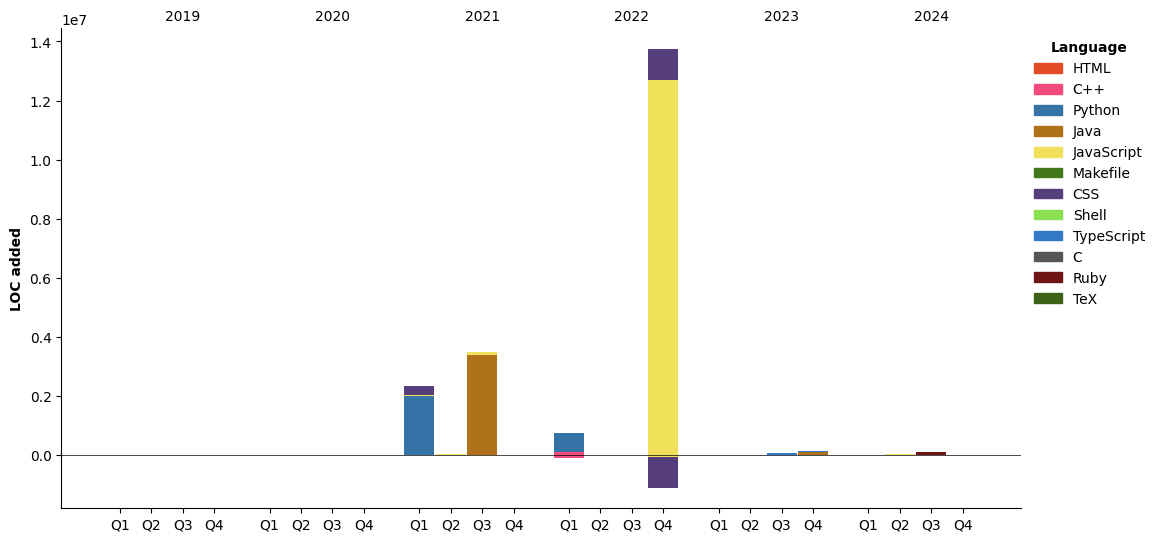 1e7
2019 2020 2021 2022 2023 2024
1.4
1.2
1.0
0.8
0.6
0.4
0.2
0.0
LOC added
Q1 Q2 Q3 Q4 Q1 Q2 Q3 Q4 Q1 Q2 Q3 Q4 Q1 Q2 Q3 Q4 Q1 Q2 Q3 Q4 Q1 Q2 Q3 Q4
Language
HTML
C++
Python
Java
JavaScript
Makefile
CSS
Shell
TypeScript
C
Ruby
TeX